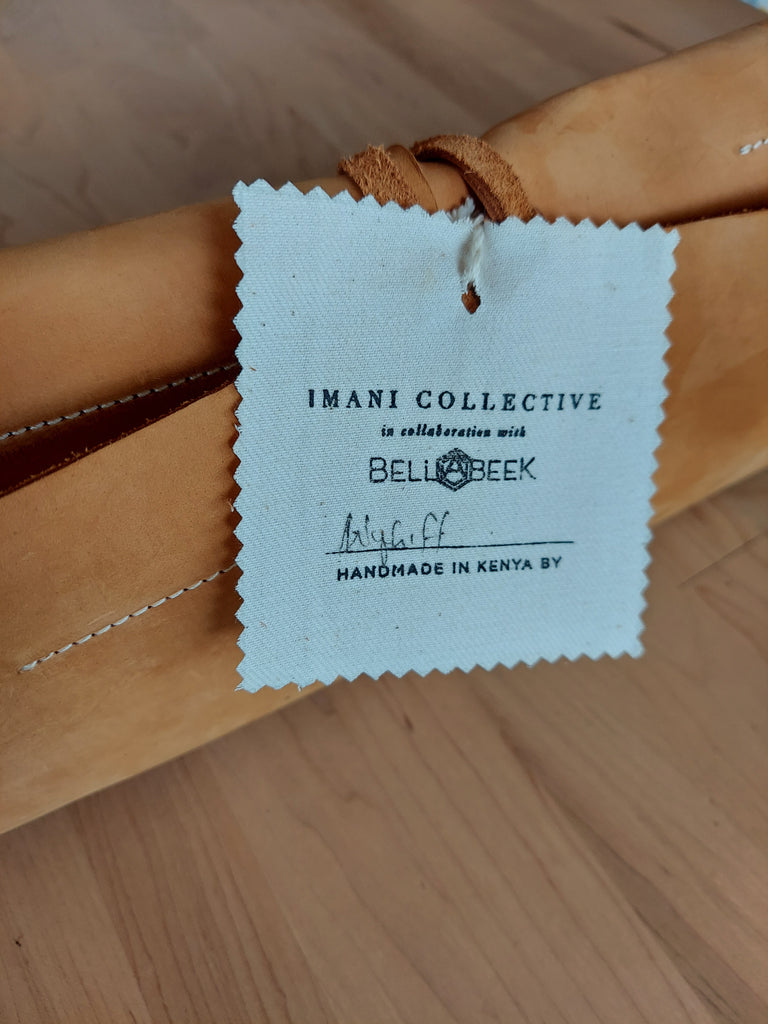 IMANI COLLECTIVE
in collaboration with
BELLABEEK
HANDMADE IN KENYA BY